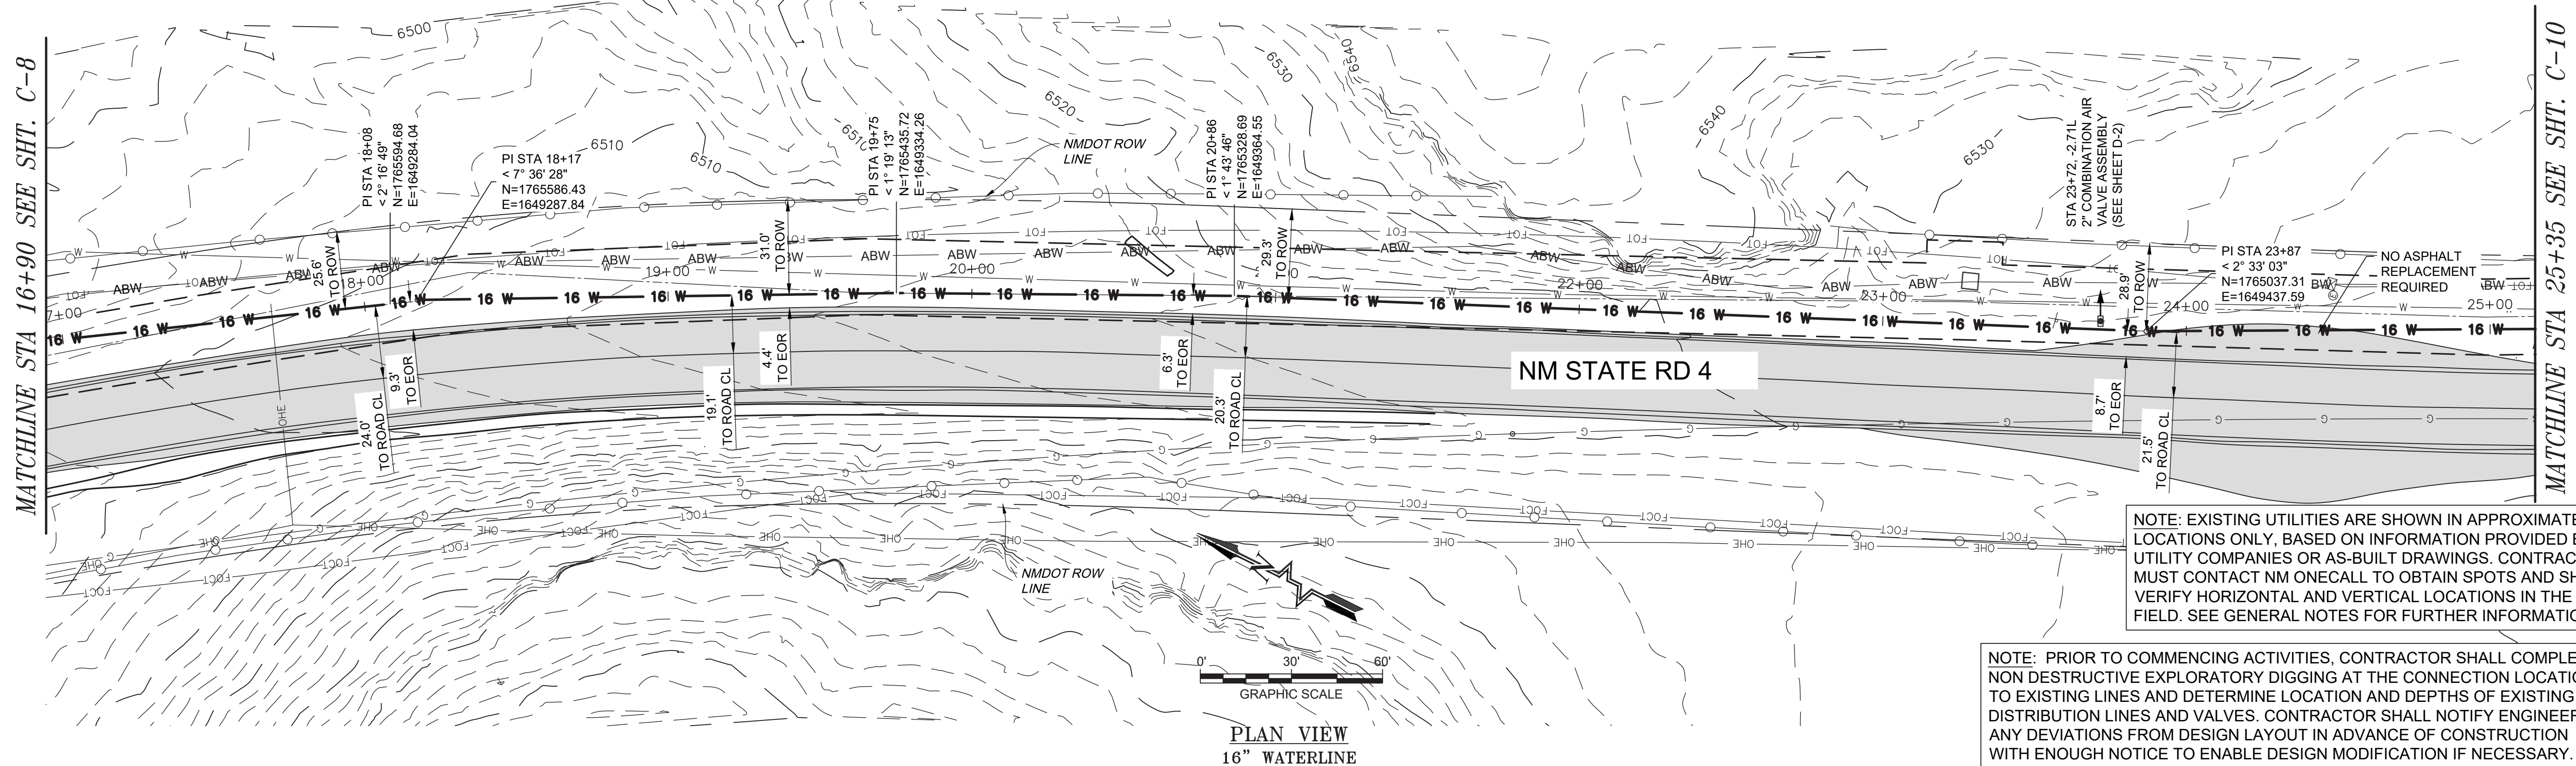 MATCHLINE STA 16+90 SEE SHT. C-8
6500
6510
6510
6510
6520
6530
6540
6540
6530
PI STA 18+08
< 2° 16' 49"
N=1765594.68
E=1649284.04
PI STA 18+17
< 7° 36' 28"
N=1765586.43
E=1649287.84
PI STA 19+75
< 1° 19' 13"
N=1765435.72
E=1649334.26
NMDOT ROW
LINE
PI STA 20+86
< 1° 43' 46"
N=1765328.69
E=1649364.55
STA 23+72, -2.71L
2" COMBINATION AIR
VALVE ASSEMBLY
(SEE SHEET D-2)
PI STA 23+87
< 2° 33' 03"
N=1765037.31
E=1649437.59
NO ASPHALT
REPLACEMENT
REQUIRED
25.6'
TO ROW
31.0'
TO ROW
29.3'
TO ROW
28.9'
TO ROW
7+00
18+00
19+00
20+00
22+00
23+00
24+00
25+00
W
FOT
ABW
16 W
24.0'
TO ROAD CL
9.3'
TO EOR
19.1'
TO ROAD CL
4.4'
TO EOR
6.3'
TO EOR
20.3'
TO ROAD CL
8.7'
TO EOR
21.5'
TO ROAD CL
NM STATE RD 4
OHE
G
FOCT
NMDOT ROW
LINE
N
0' 30' 60'
GRAPHIC SCALE
PLAN VIEW
16" WATERLINE
MATCHLINE STA 25+35 SEE SHT. C-10
NOTE: EXISTING UTILITIES ARE SHOWN IN APPROXIMATE
LOCATIONS ONLY, BASED ON INFORMATION PROVIDED
UTILITY COMPANIES OR AS-BUILT DRAWINGS.
MUST CONTACT NM ONECALL TO OBTAIN SPOTS AND
VERIFY HORIZONTAL AND VERTICAL LOCATIONS IN THE
FIELD. SEE GENERAL NOTES FOR FURTHER
NOTE: PRIOR TO COMMENCING ACTIVITIES, CONTRACTOR SHALL
NON DESTRUCTIVE EXPLORATORY DIGGING AT THE CONNECTION
TO EXISTING LINES AND DETERMINE LOCATION AND DEPTHS OF EXISTING
DISTRIBUTION LINES AND VALVES. CONTRACTOR SHALL NOTIFY ENGINEER
ANY DEVIATIONS FROM DESIGN LAYOUT IN ADVANCE OF CONSTRUCTION
WITH ENOUGH NOTICE TO ENABLE DESIGN MODIFICATION IF NECESSARY.